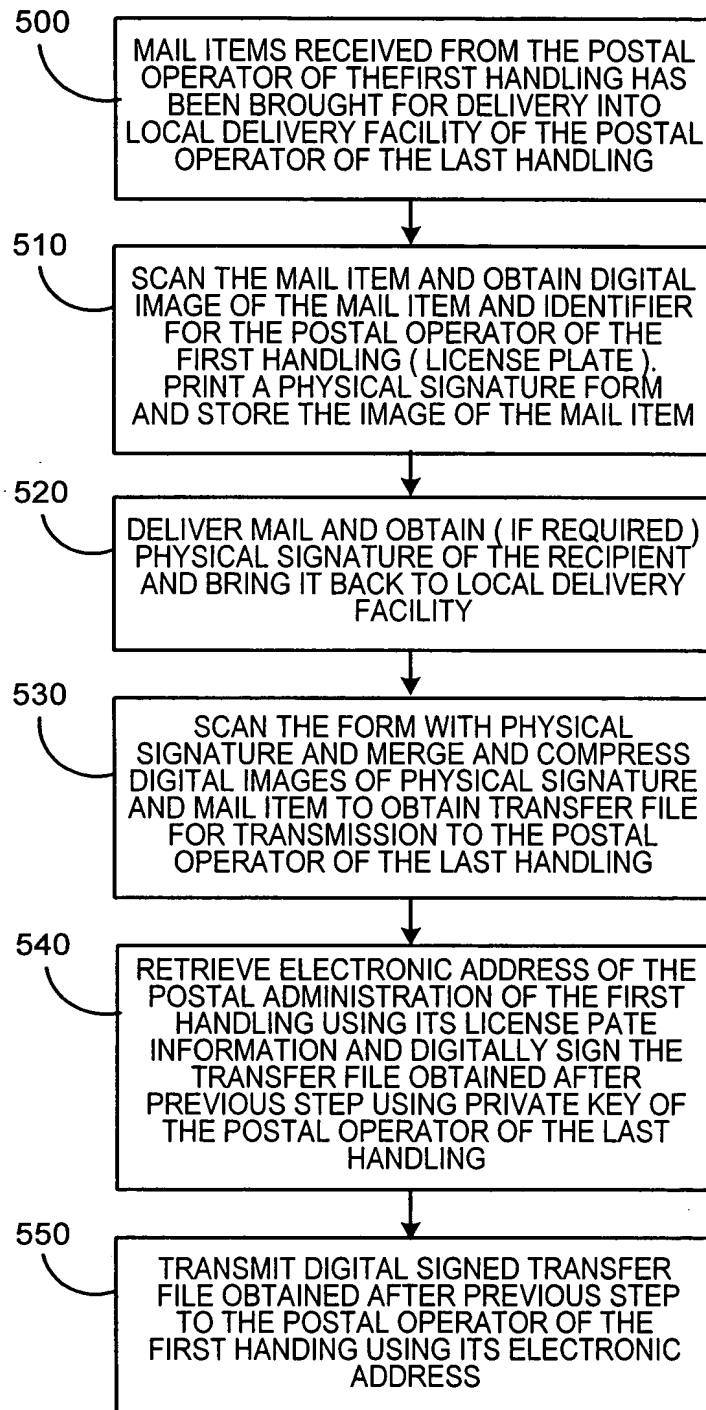 500
MAIL ITEMS RECEIVED FROM THE POSTAL
OPERATOR OF THEFIRST HANDLING HAS
BEEN BROUGHT FOR DELIVERY INTO
LOCAL DELIVERY FACILITY OF THE POSTAL
OPERATOR OF THE LAST HANDLING
510
SCAN THE MAIL ITEM AND OBTAIN DIGITAL
IMAGE OF THE MAIL ITEM AND IDENTIFIER
FOR THE POSTAL OPERATOR OF THE
FIRST HANDLING ( LICENSE PLATE ).
PRINT A PHYSICAL SIGNATURE FORM
AND STORE THE IMAGE OF THE MAIL ITEM
520
DELIVER MAIL AND OBTAIN ( IF REQUIRED )
PHYSICAL SIGNATURE OF THE RECIPIENT
AND BRING IT BACK TO LOCAL DELIVERY
FACILITY
530
SCAN THE FORM WITH PHYSICAL
SIGNATURE AND MERGE AND COMPRESS
DIGITAL IMAGES OF PHYSICAL SIGNATURE
AND MAIL ITEM TO OBTAIN TRANSFER FILE
FOR TRANSMISSION TO THE POSTAL
OPERATOR OF THE LAST HANDLING
540
RETRIEVE ELECTRONIC ADDRESS OF THE
POSTAL ADMINISTRATION OF THE FIRST
HANDLING USING ITS LICENSE PATE
INFORMATION AND DIGITALLY SIGN THE
TRANSFER FILE OBTAINED AFTER
PREVIOUS STEP USING PRIVATE KEY OF
THE POSTAL OPERATOR OF THE LAST
HANDLING
550
TRANSMIT DIGITAL SIGNED TRANSFER
FILE OBTAINED AFTER PREVIOUS STEP
TO THE POSTAL OPERATOR OF THE
FIRST HANDING USING ITS ELECTRONIC
ADDRESS